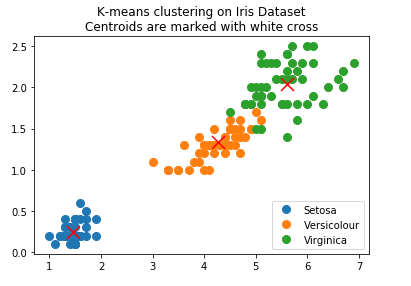 K-means clustering on Iris Dataset
Centroids are marked with white cross
2.5
2.0
1.5
1.0
0.5
0.0
Setosa
Versicolour
Virginica
1 2 3 4 5 6 7